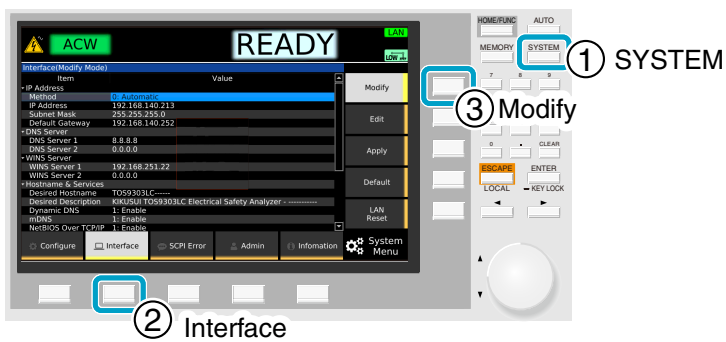 HOME/FUNC AUTO
LAN
ACW READY
LOW
MEMORY SYSTEM
① SYSTEM
Interface(Modify Mode)
Item Value
IP Address
Method 0: Automatic
IP Address 192.168.140.213
Subnet Mask 255.255.255.0
Default Gateway 192.168.140.252
DNS Server
DNS Server 1 8.8.8.8
DNS Server 2 0.0.0.0
WINS Server
WINS Server 1 192.168.251.22
WINS Server 2 0.0.0.0
Hostname & Services
Desired Hostname TOS9303LC------
Desired Description KIKUSUI TOS9303LC Electrical Safety Analyzer - ------------
Dynamic DNS 1: Enable
mDNS 1: Enable
NetBIOS Over TCP/IP 1: Enable
Modify
Edit
Apply
Default
LAN
Reset
7 8 9
③ Modify
0 . CLEAR
ESCAPE ENTER
LOCAL KEY LOCK
Configure Interface SCPI Error Admin Infomation System
Menu
② Interface